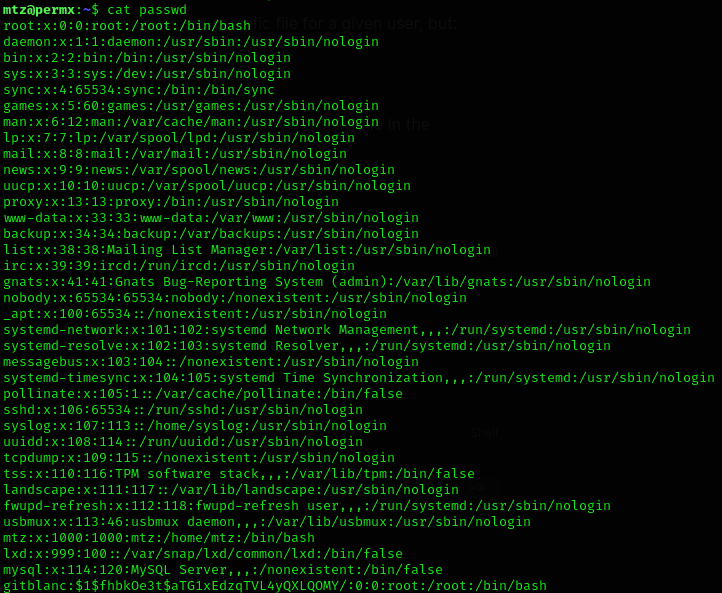 mtz@permx:~$ cat passwd
root:x:0:0:root:/root:/bin/bash
daemon:x:1:1:daemon:/usr/sbin:/usr/sbin/nologin
bin:x:2:2:bin:/bin:/usr/sbin/nologin
sys:x:3:3:sys:/dev:/usr/sbin/nologin
sync:x:4:65534:sync:/bin:/bin/sync
games:x:5:60:games:/usr/games:/usr/sbin/nologin
man:x:6:12:man:/var/cache/man:/usr/sbin/nologin
lp:x:7:7:lp:/var/spool/lpd:/usr/sbin/nologin
mail:x:8:8:mail:/var/mail:/usr/sbin/nologin
news:x:9:9:news:/var/spool/news:/usr/sbin/nologin
uucp:x:10:10:uucp:/var/spool/uucp:/usr/sbin/nologin
proxy:x:13:13:proxy:/bin:/usr/sbin/nologin
www-data:x:33:33:www-data:/var/www:/usr/sbin/nologin
backup:x:34:34:backup:/var/backups:/usr/sbin/nologin
list:x:38:38:Mailing List Manager:/var/list:/usr/sbin/nologin
irc:x:39:39:ircd:/run/ircd:/usr/sbin/nologin
gnats:x:41:41:Gnats Bug-Reporting System (admin):/var/lib/gnats:/usr/sbin/nologin
nobody:x:65534:65534:nobody:/nonexistent:/usr/sbin/nologin
_apt:x:100:65534::/nonexistent:/usr/sbin/nologin
systemd-network:x:101:102:systemd Network Management,,,:/run/systemd:/usr/sbin/nologin
systemd-resolve:x:102:103:systemd Resolver,,,:/run/systemd:/usr/sbin/nologin
messagebus:x:103:104::/nonexistent:/usr/sbin/nologin
systemd-timesync:x:104:105:systemd Time Synchronization,,,:/run/systemd:/usr/sbin/nologin
pollinate:x:105:1::/var/cache/pollinate:/bin/false
sshd:x:106:65534::/run/sshd:/usr/sbin/nologin
syslog:x:107:113::/home/syslog:/usr/sbin/nologin
uuidd:x:108:114::/run/uuidd:/usr/sbin/nologin
tcpdump:x:109:115::/nonexistent:/usr/sbin/nologin
tss:x:110:116:TPM software stack,,,:/var/lib/tpm:/bin/false
landscape:x:111:117::/var/lib/landscape:/usr/sbin/nologin
fwupd-refresh:x:112:118:fwupd-refresh user,,,:/run/systemd:/usr/sbin/nologin
usbmux:x:113:46:usbmux daemon,,,:/var/lib/usbmux:/usr/sbin/nologin
mtz:x:1000:1000:mtz:/home/mtz:/bin/bash
lxd:x:999:100::/var/snap/lxd/common/lxd:/bin/false
mysql:x:114:120:MySQL Server,,,:/nonexistent:/bin/false
gitblanc:$1$fhbkOe3t$aTG1xEdzqTVL4yQXLQOMY/:0:0:root:/root:/bin/bash